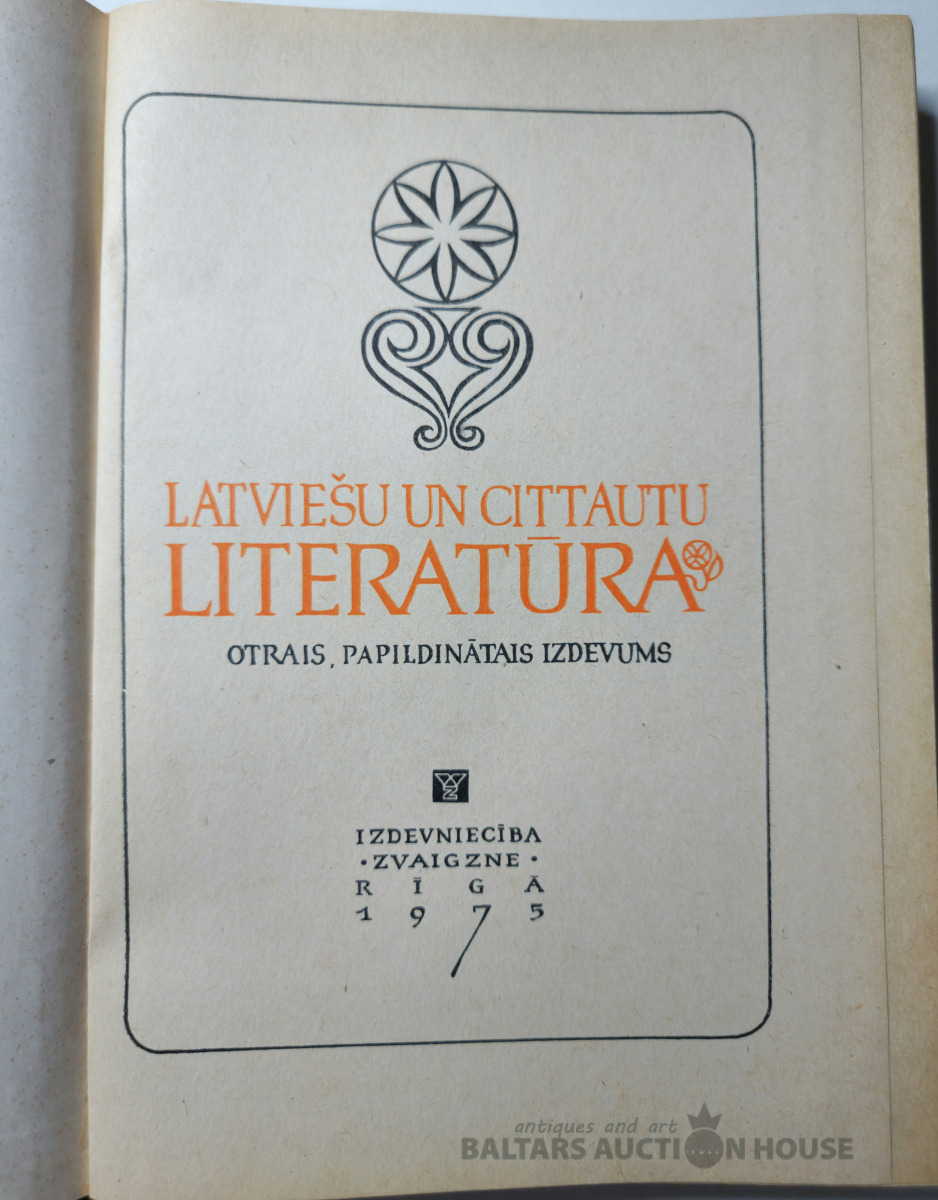 LATVIEŠU UN CITTAUTU
LITERATŪRA
OTRAIS, PAPILDINĀTAIS IZDEVUMS
IZDEVNIECĪBA
·ZVAIGZNE·
RĪGĀ
1975
antiques and art
BALTARS AUCTION HOUSE